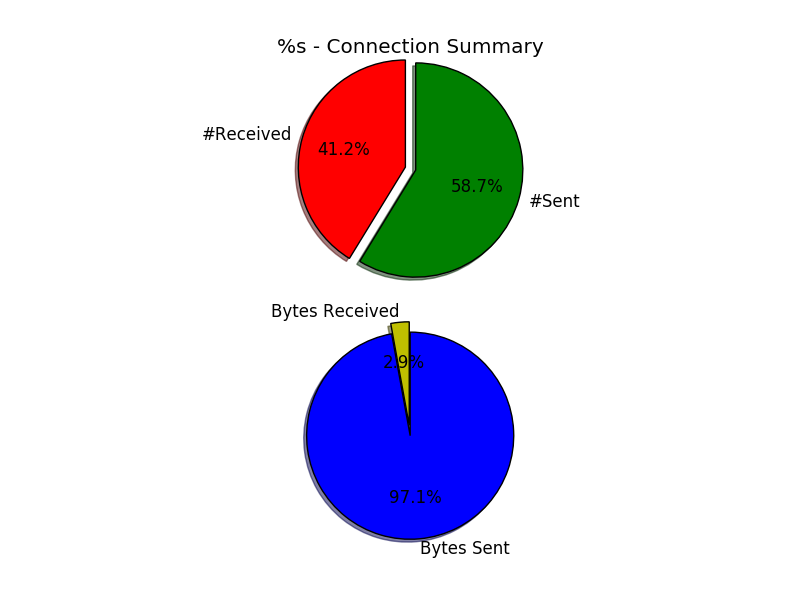 %s - Connection Summary
#Received
41.2%
58.7%
#Sent
Bytes Received
2.9%
97.1%
Bytes Sent